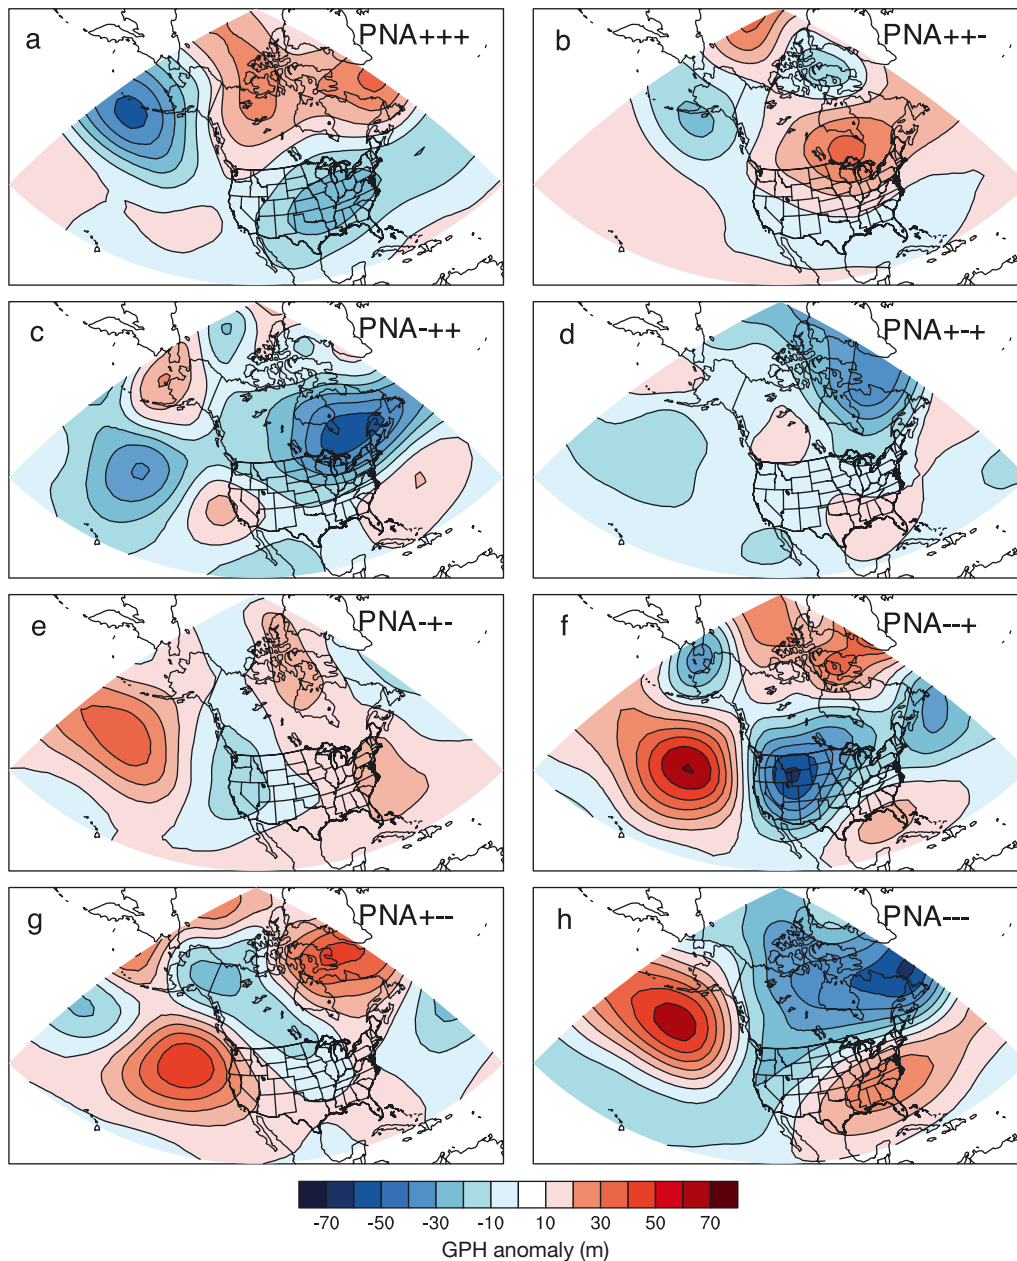 a PNA+++
b PNA++-
c PNA-++
d PNA+-+
e PNA-+-
f PNA--+
g PNA+--
h PNA---
-70 -50 -30 -10 10 30 50 70
GPH anomaly (m)